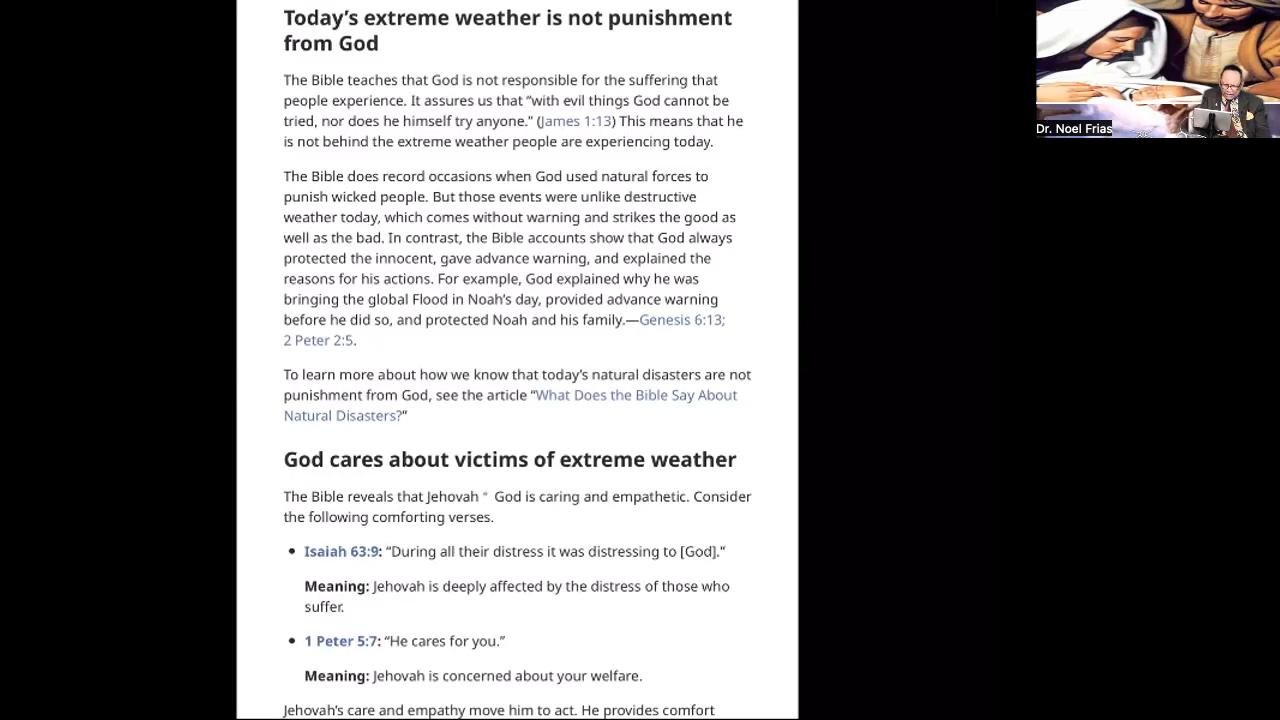 Today’s extreme weather is not punishment
from God
The Bible teaches that God is not responsible for the suffering that
people experience. It assures us that “with evil things God cannot be
tried, nor does he himself try anyone.” (James 1:13) This means that he
is not behind the extreme weather people are experiencing today.
The Bible does record occasions when God used natural forces to
punish wicked people. But those events were unlike destructive
weather today, which comes without warning and strikes the good as
well as the bad. In contrast, the Bible accounts show that God always
protected the innocent, gave advance warning, and explained the
reasons for his actions. For example, God explained why he was
bringing the global Flood in Noah’s day, provided advance warning
before he did so, and protected Noah and his family.—Genesis 6:13;
2 Peter 2:5.
To learn more about how we know that today’s natural disasters are not
punishment from God, see the article “What Does the Bible Say About
Natural Disasters?”
God cares about victims of extreme weather
The Bible reveals that Jehovah * God is caring and empathetic. Consider
the following comforting verses.
• Isaiah 63:9: “During all their distress it was distressing to [God].”
Meaning: Jehovah is deeply affected by the distress of those who
suffer.
• 1 Peter 5:7: “He cares for you.”
Meaning: Jehovah is concerned about your welfare.
Jehovah’s care and empathy move him to act. He provides comfort
Dr. Noel Frias